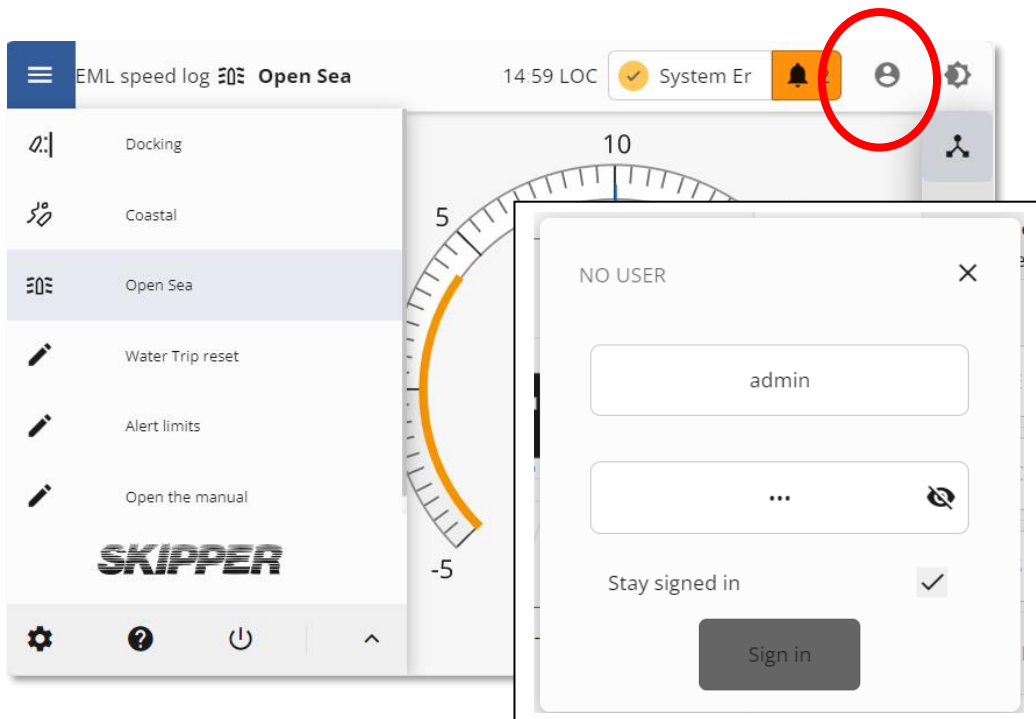 EML speed log Open Sea 14:59 LOC System Er
Docking
Coastal
Open Sea
Water Trip reset
Alert limits
Open the manual
SKIPPER
10
5
-5
NO USER
admin
•••
Stay signed in
Sign in